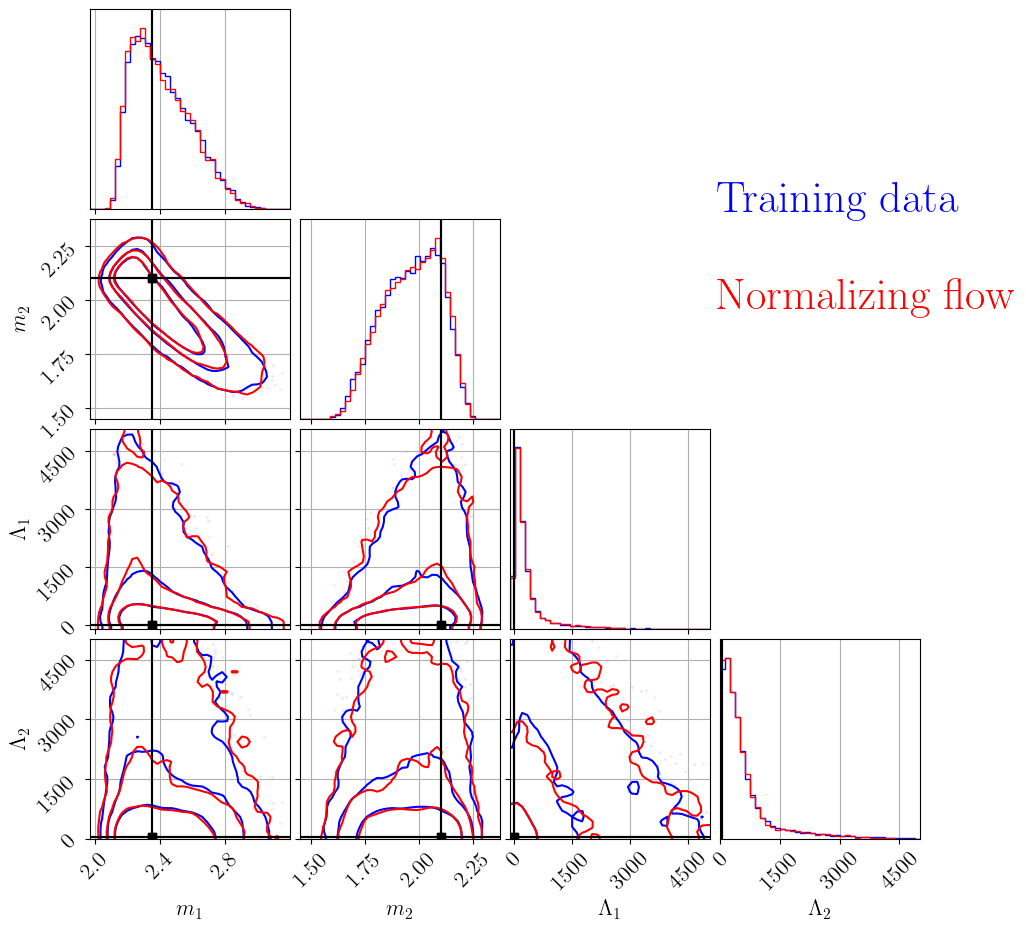 Training data
Normalizing flow
m₂
2.25
2.00
1.75
1.50
Λ₁
4500
3000
1500
0
Λ₂
4500
3000
1500
0
2.0 2.4 2.8
1.50 1.75 2.00 2.25
0 1500 3000 4500
0 1500 3000 4500
m₁ m₂ Λ₁ Λ₂